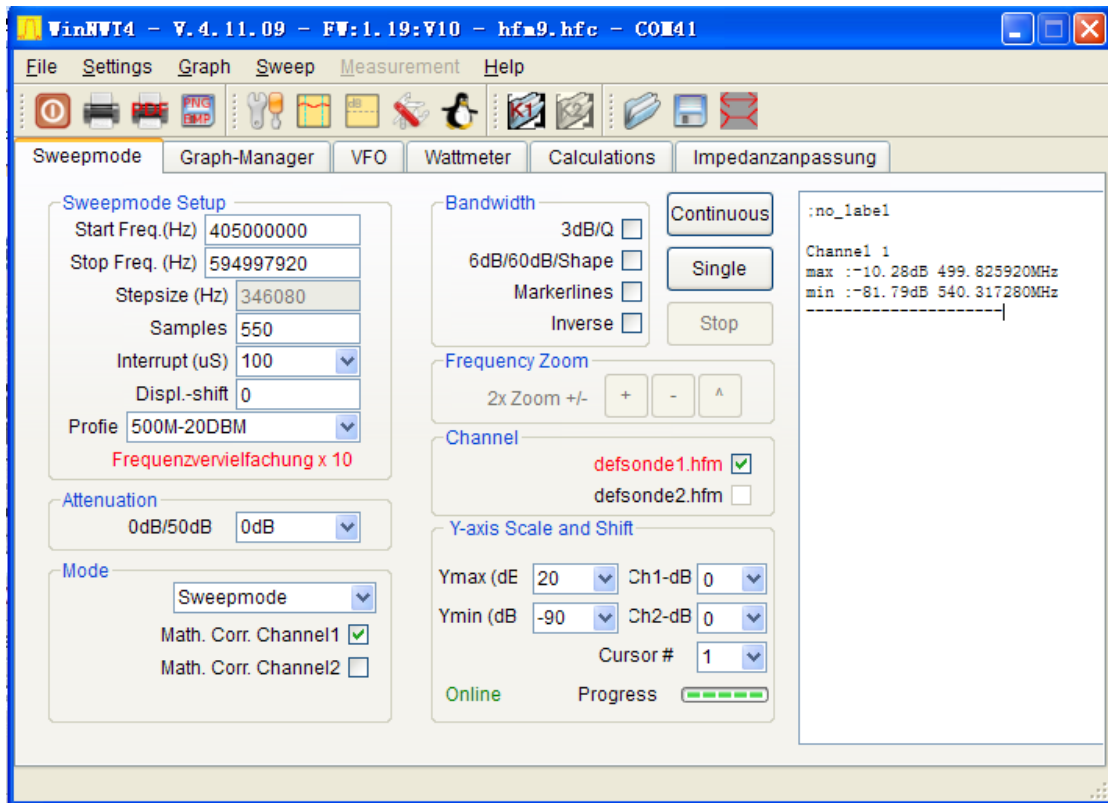 WinNWT4 - V.4.11.09 - FW:1.19:V10 - hfm9.hfc - COM41
File Settings Graph Sweep Measurement Help
PDF PNG BMP dB K1 K2
Sweepmode Graph-Manager VFO Wattmeter Calculations Impedanzanpassung
Sweepmode Setup
Start Freq.(Hz) 405000000
Stop Freq. (Hz) 594997920
Stepsize (Hz) 346080
Samples 550
Interrupt (uS) 100
Displ.-shift 0
Profie 500M-20DBM
Frequenzvervielfachung x 10
Attenuation
0dB/50dB 0dB
Mode
Sweepmode
Math. Corr. Channel1
Math. Corr. Channel2
Bandwidth
3dB/Q
6dB/60dB/Shape
Markerlines
Inverse
Continuous
Single
Stop
Frequency Zoom
2x Zoom +/- + - ^
Channel
defsonde1.hfm
defsonde2.hfm
Y-axis Scale and Shift
Ymax (dE 20 Ch1-dB 0
Ymin (dB -90 Ch2-dB 0
Cursor # 1
Online Progress
;no_label
Channel 1
max :-10.28dB 499.825920MHz
min :-81.79dB 540.317280MHz
---------------------